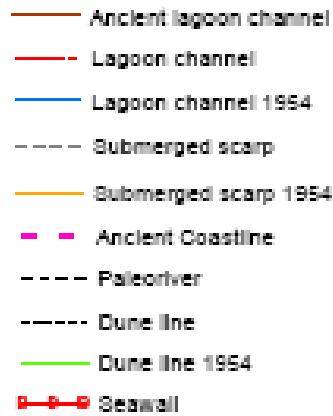 Ancient lagoon channel
Lagoon channel
Lagoon channel 1954
Submerged scarp
Submerged scarp 1954
Ancient Coastline
Paleoriver
Dune line
Dune line 1954
Seawall